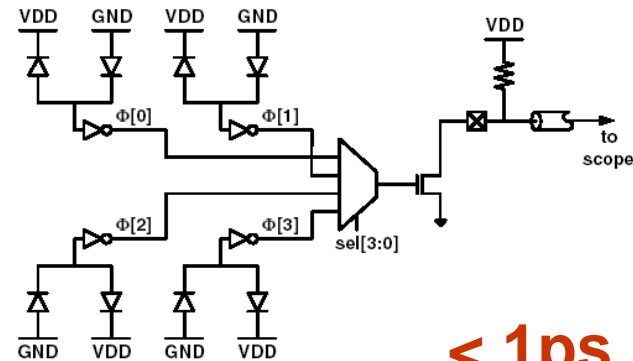 VDD GND VDD GND
VDD
Φ[0] Φ[1]
to
scope
Φ[2] Φ[3]
sel[3:0]
GND VDD GND VDD
< 1ps